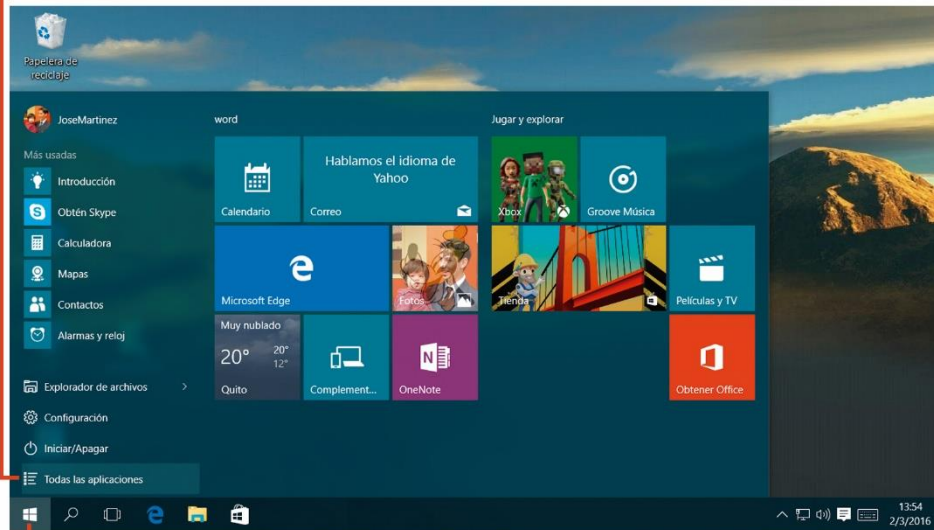 Papelera de
reciclaje
JoseMartinez
Más usadas
Introducción
Obtén Skype
Calculadora
Mapas
Contactos
Alarmas y reloj
Explorador de archivos
Configuración
Iniciar/Apagar
Todas las aplicaciones
word
Calendario
Hablamos el idioma de
Yahoo
Correo
Microsoft Edge
Fotos
Muy nublado
20° 20°
12°
Quito
Complement...
OneNote
Jugar y explorar
Xbox
Groove Música
Tienda
Películas y TV
Obtener Office
13:54
2/3/2016